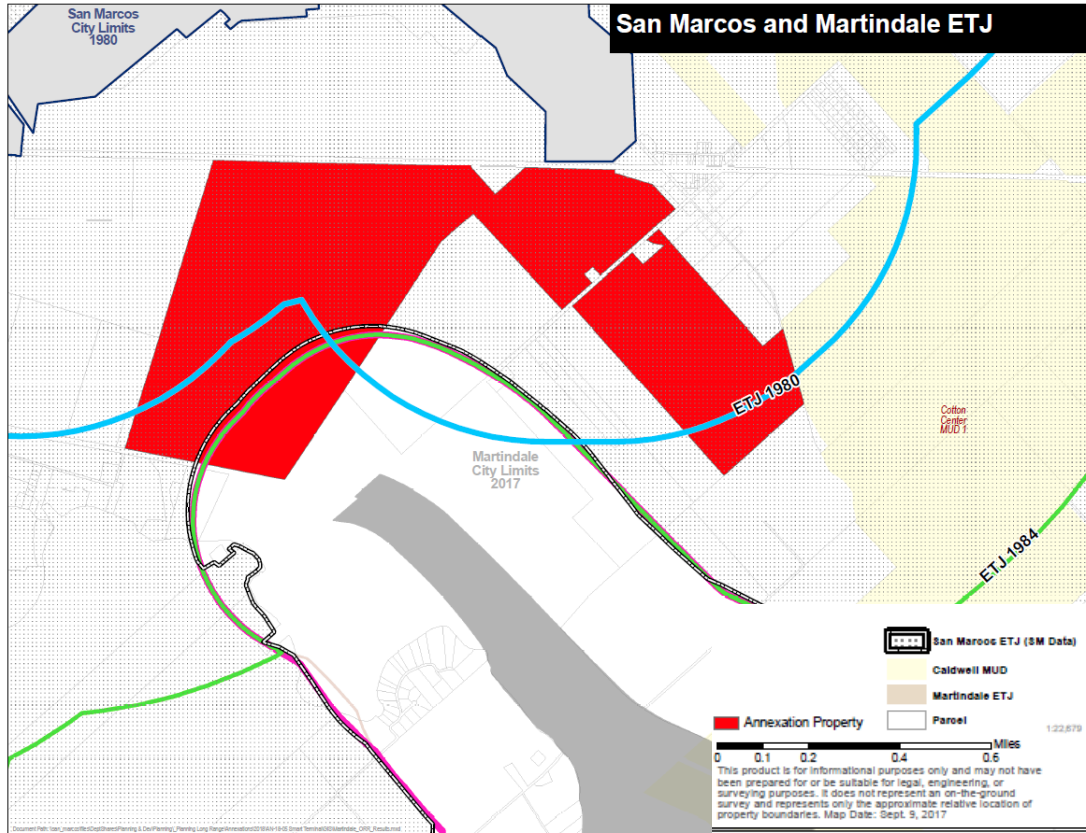 San Marcos
City Limits
1980
San Marcos and Martindale ETJ
ETJ 1980
Cotton
Center
MUD 1
Martindale
City Limits
2017
ETJ 1984
San Marcos ETJ (SM Data)
Caldwell MUD
Martindale ETJ
Annexation Property
Parcel
1:22,679
Miles
0 0.1 0.2 0.4 0.6
This product is for informational purposes only and may not have
been prepared for or be suitable for legal, engineering, or
surveying purposes. It does not represent an on-the-ground
survey and represents only the approximate relative location of
property boundaries. Map Date: Sept. 9, 2017